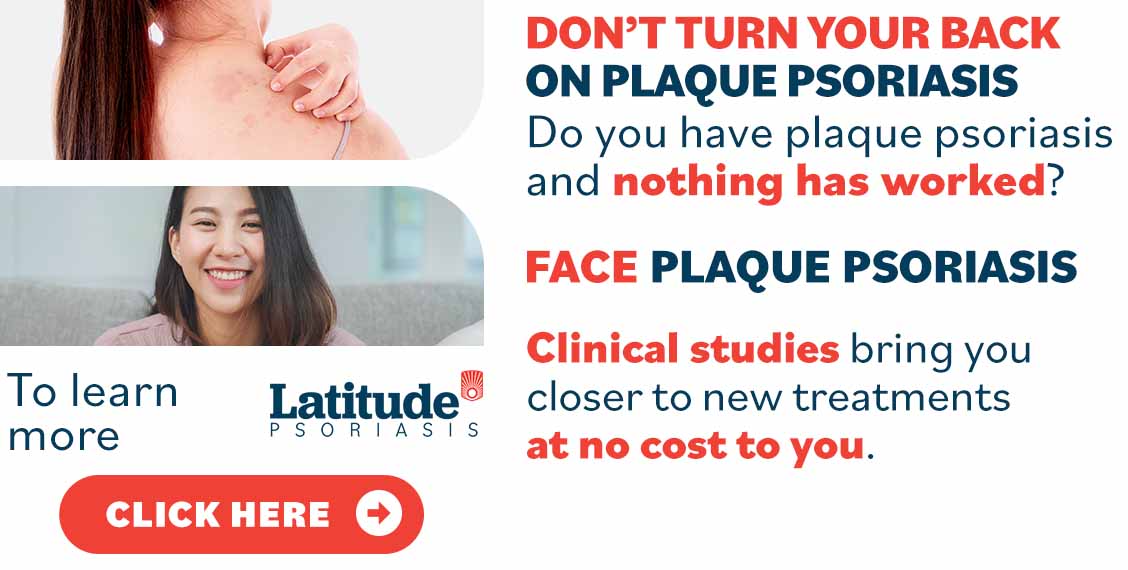 DON'T TURN YOUR BACK
ON PLAQUE PSORIASIS
Do you have plaque psoriasis
and nothing has worked?
FACE PLAQUE PSORIASIS
Clinical studies bring you
closer to new treatments
at no cost to you.
To learn
more
Latitude
PSORIASIS
CLICK HERE